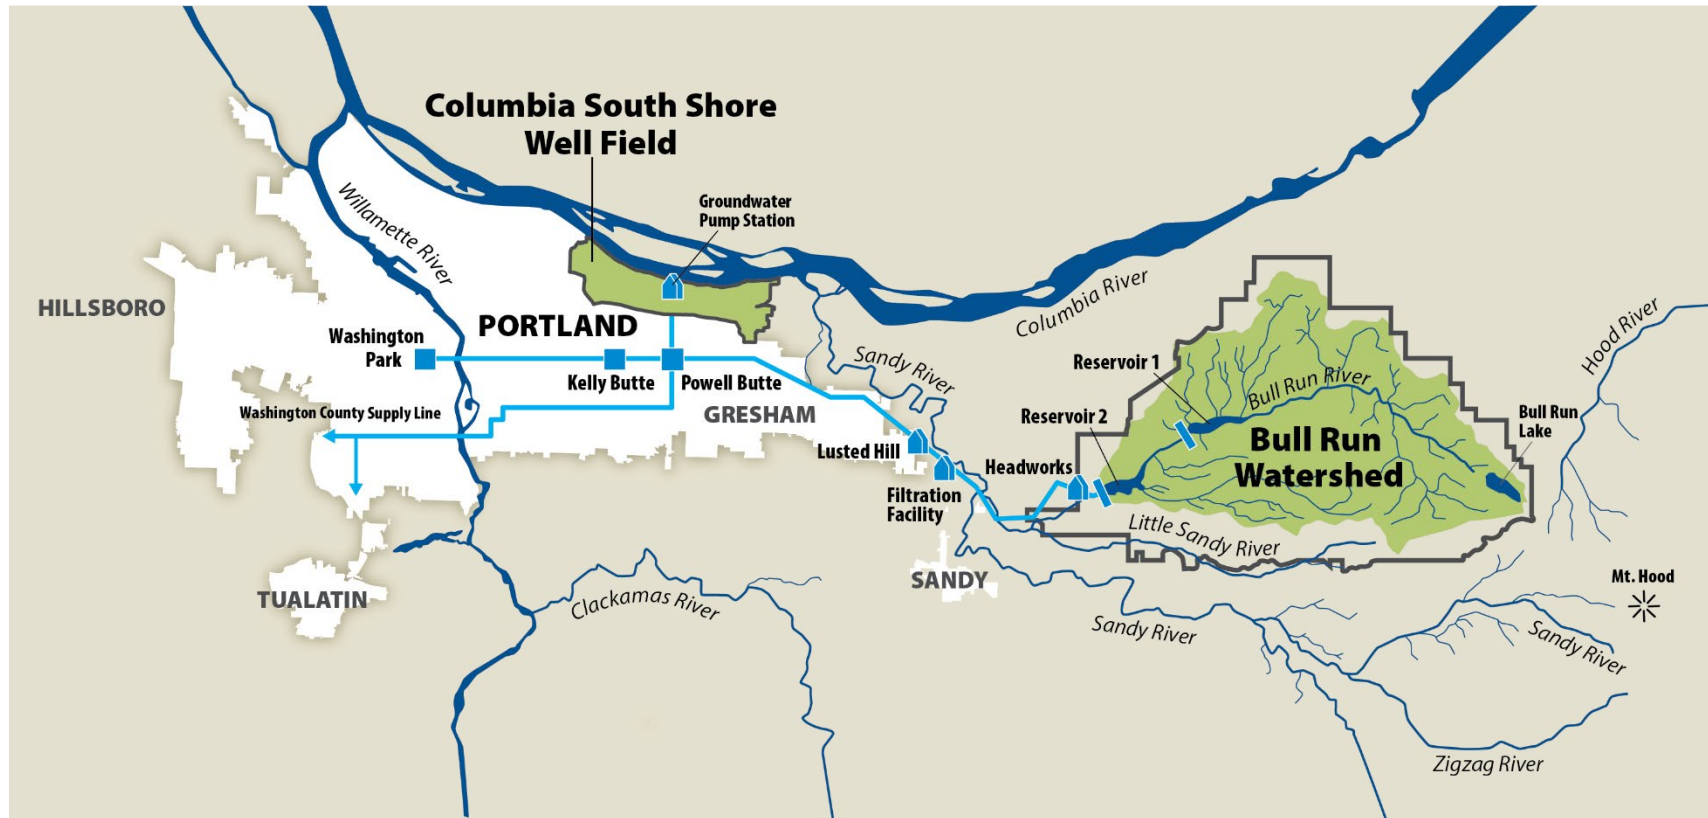 Columbia South Shore
Well Field
Groundwater
Pump Station
Willamette River
HILLSBORO
PORTLAND
Washington
Park
Kelly Butte
Powell Butte
Washington County Supply Line
GRESHAM
Columbia River
Sandy River
Hood River
Reservoir 1
Bull Run River
Reservoir 2
Bull Run
Lake
Bull Run
Watershed
Lusted Hill
Headworks
Filtration
Facility
Little Sandy River
SANDY
TUALATIN
Clackamas River
Mt. Hood
Sandy River
Sandy River
Zigzag River